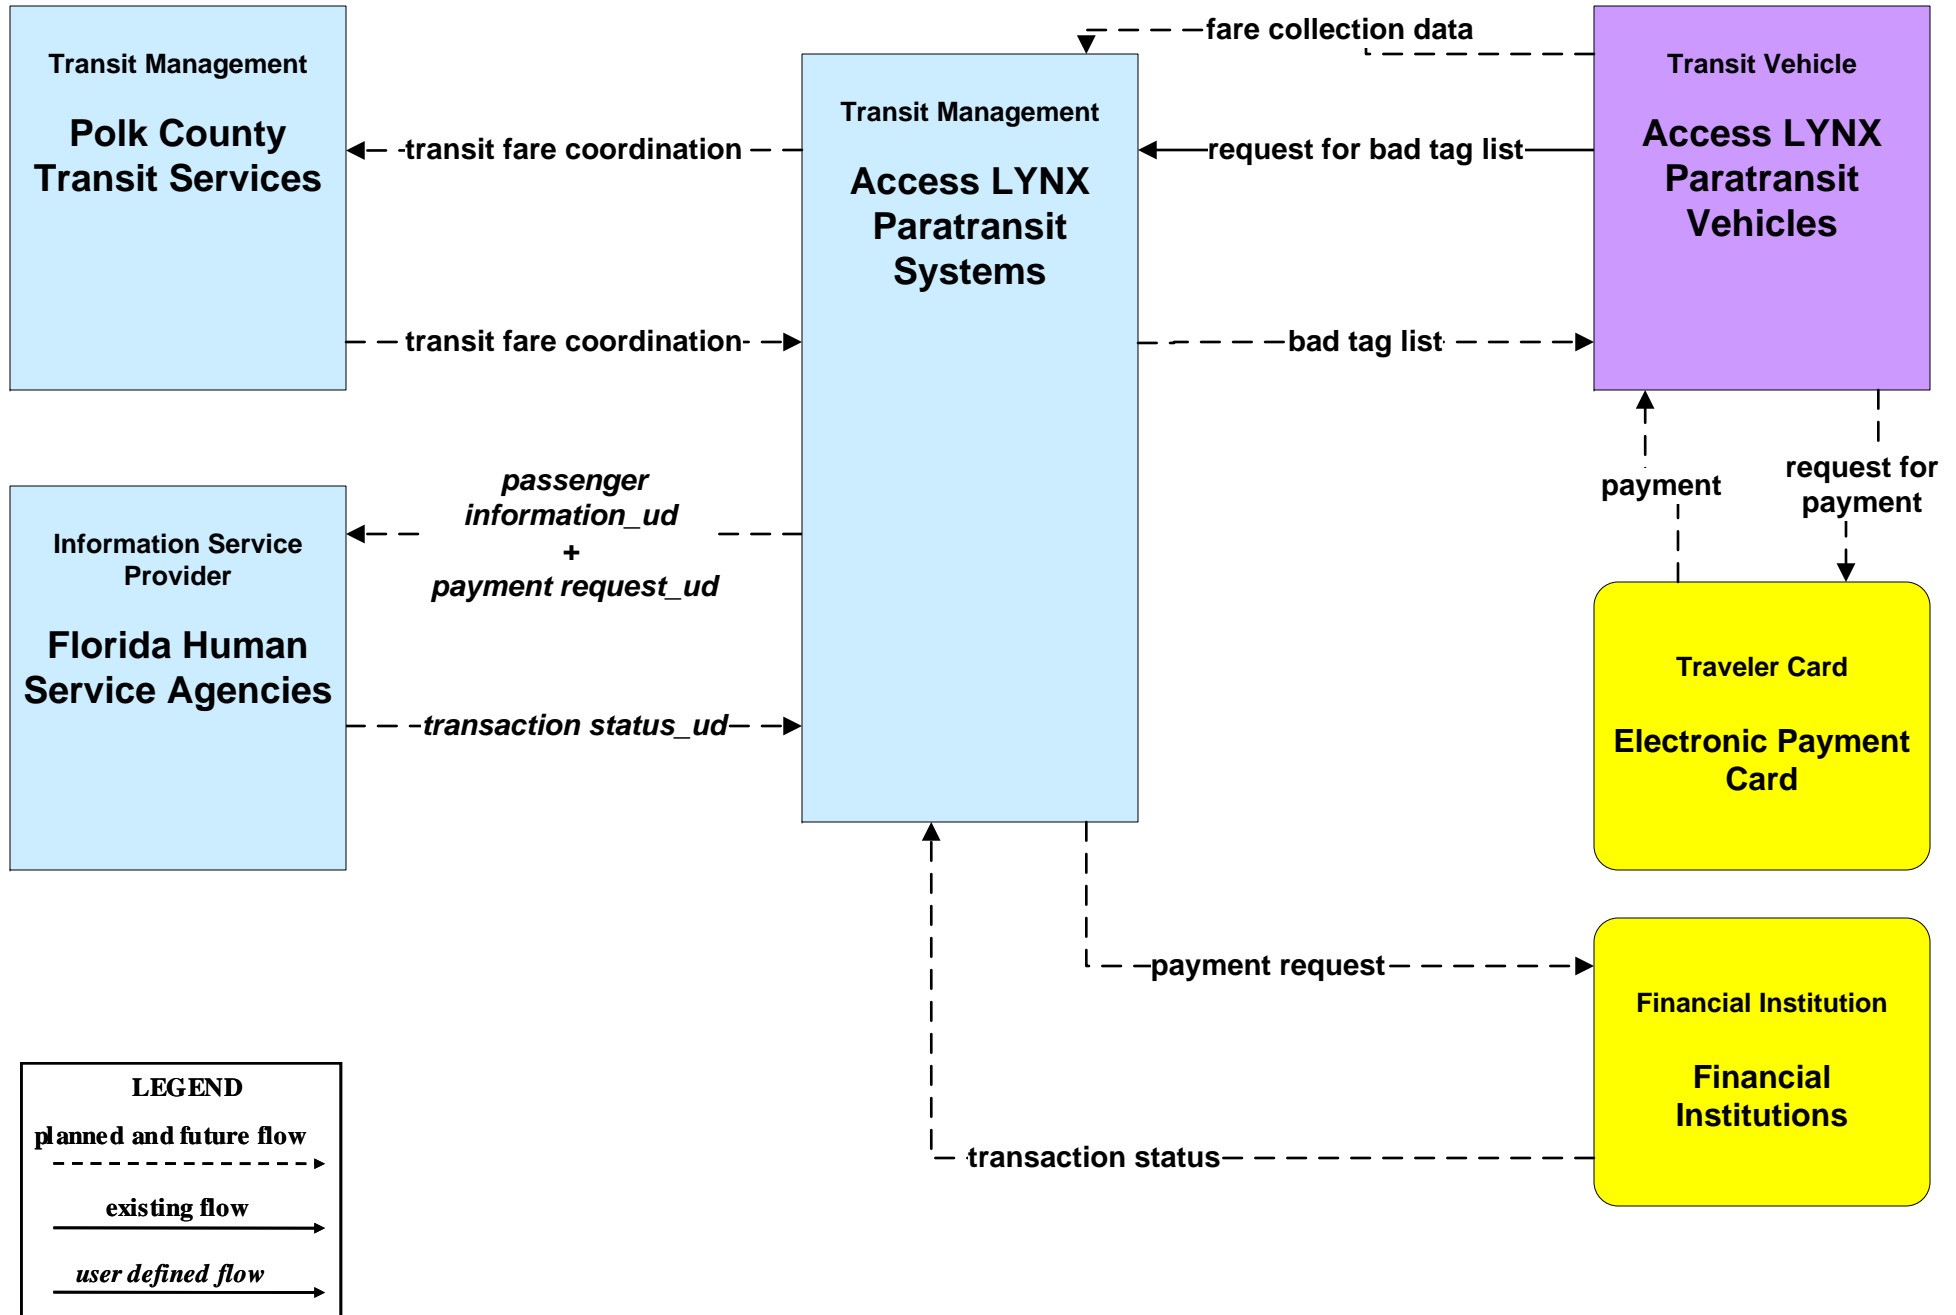 Transit Management
Polk County
Transit Services
transit fare coordination
transit fare coordination
Information Service
Provider
Florida Human
Service Agencies
passenger
information_ud
+
payment request_ud
transaction status_ud
Transit Management
Access LYNX
Paratransit
Systems
fare collection data
request for bad tag list
bad tag list
Transit Vehicle
Access LYNX
Paratransit
Vehicles
payment
request for
payment
Traveler Card
Electronic Payment
Card
payment request
Financial Institution
Financial
Institutions
transaction status
LEGEND
planned and future flow
existing flow
user defined flow